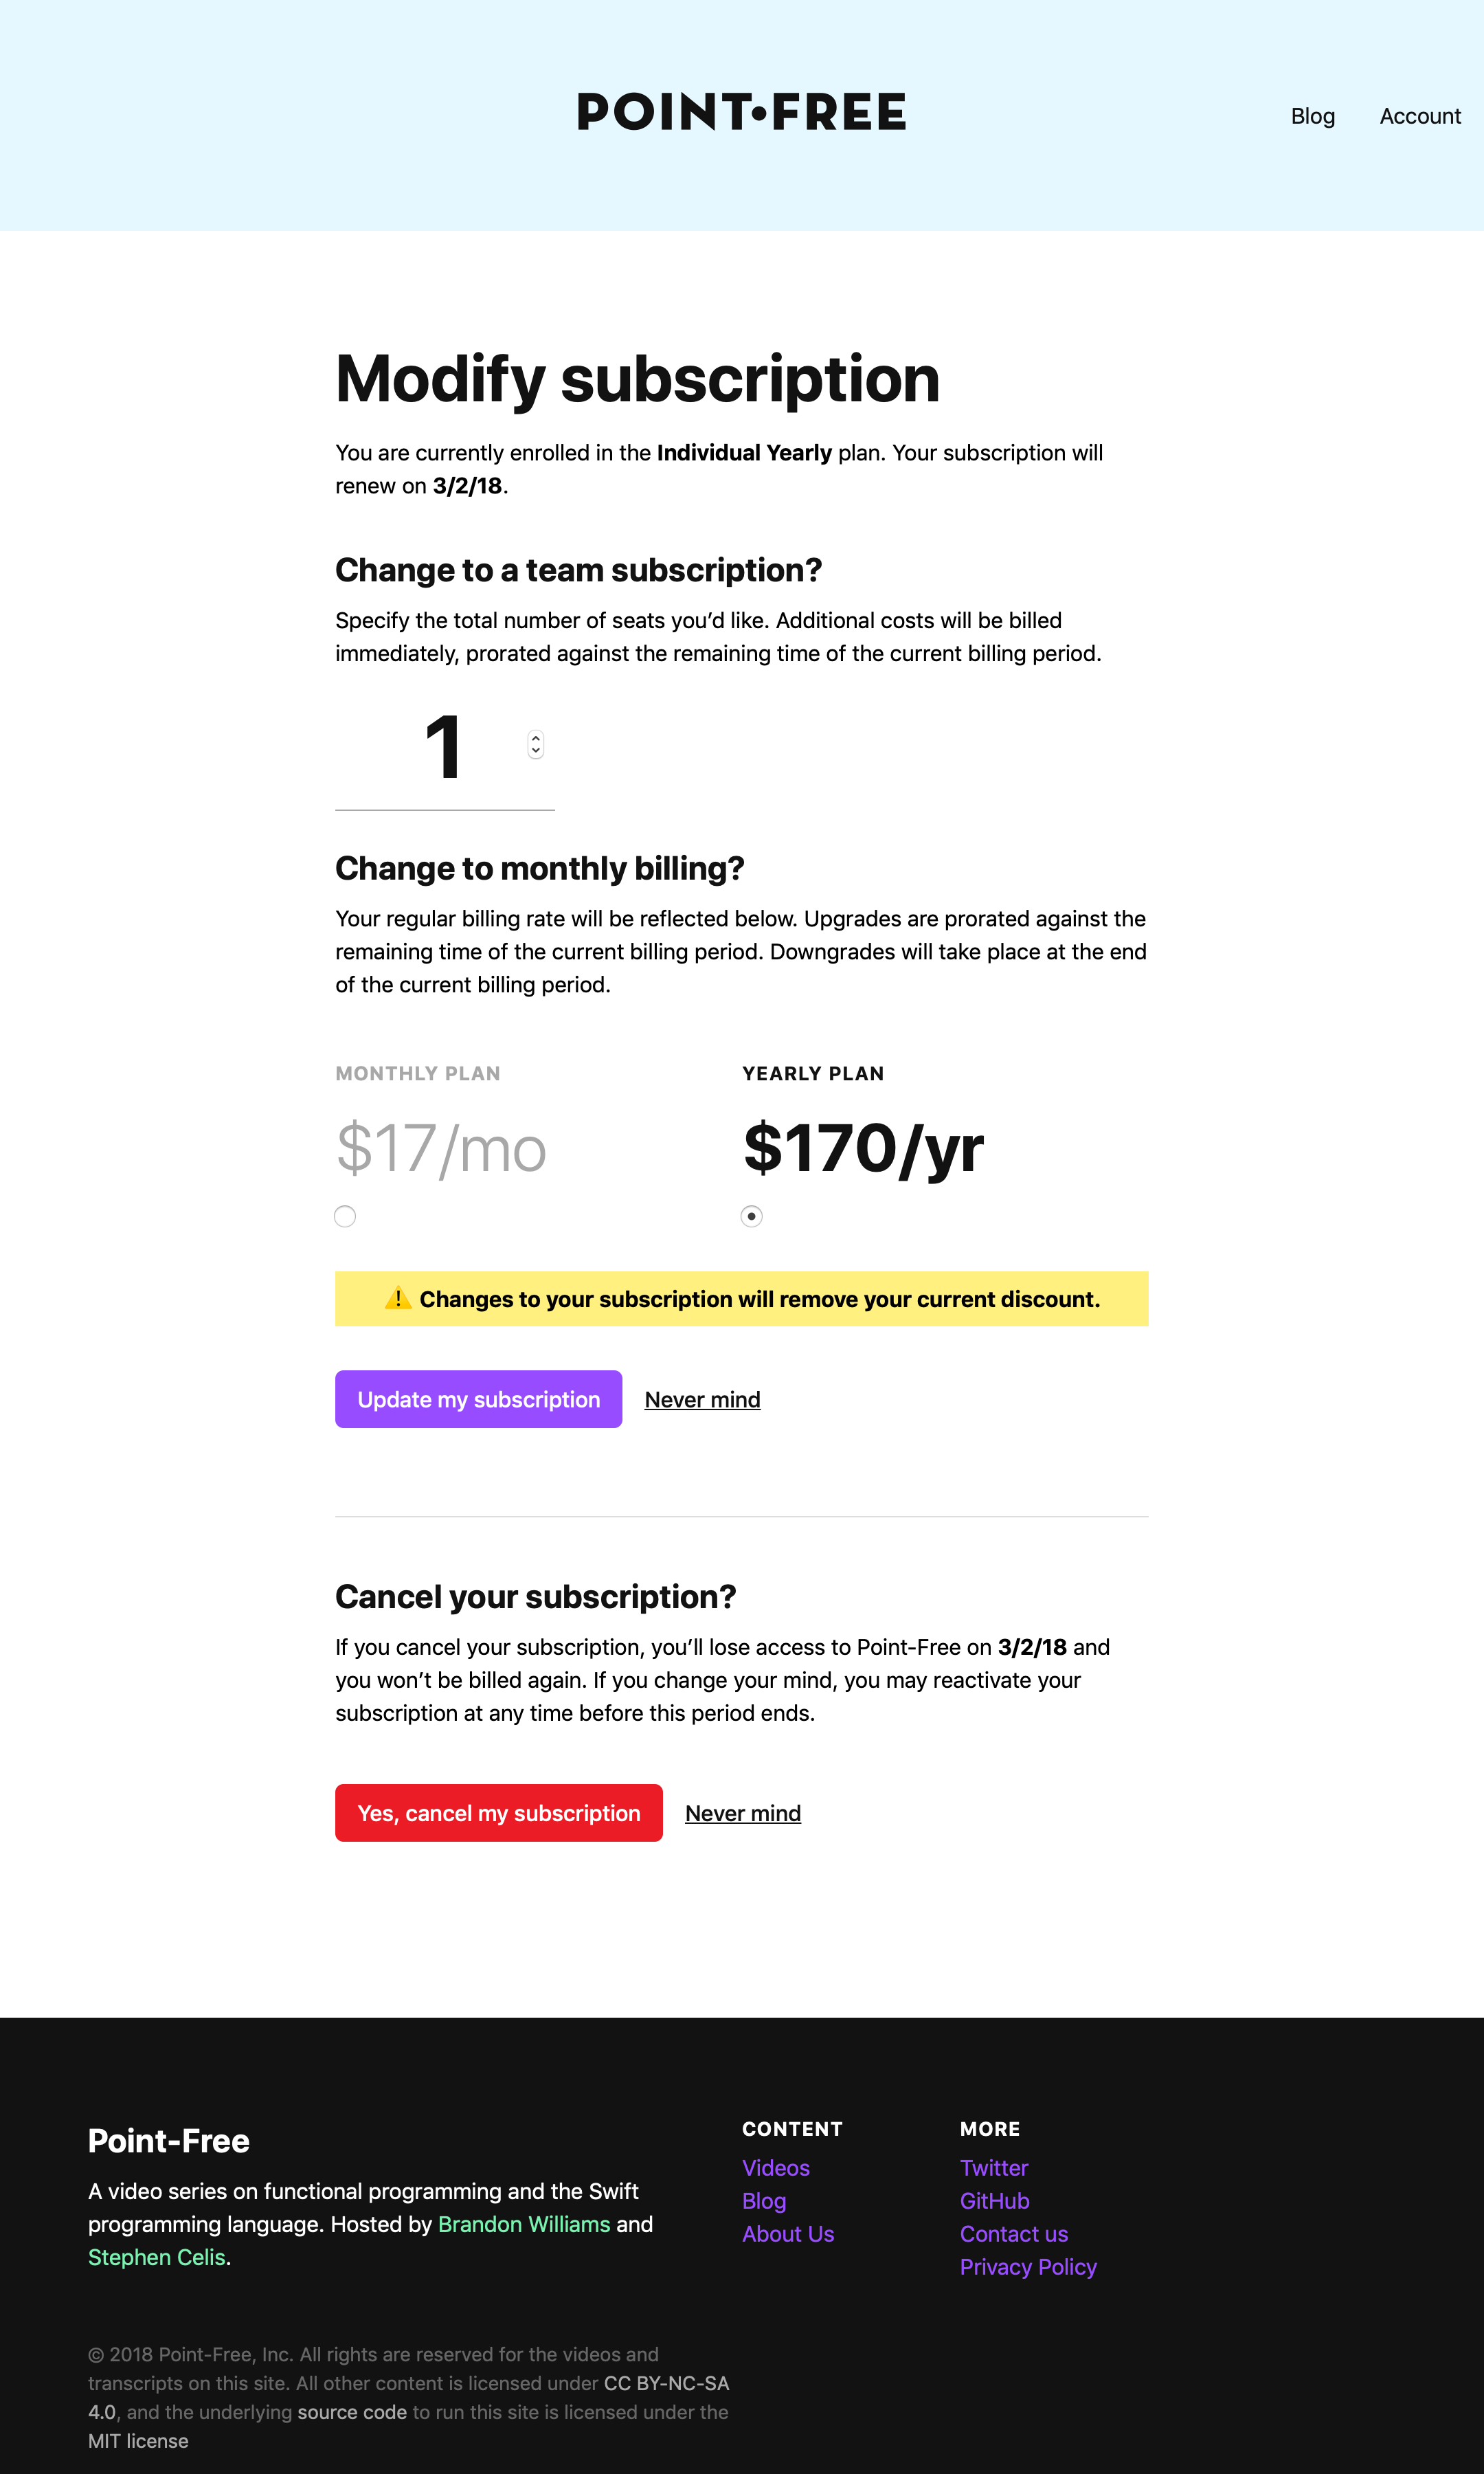 POINT•FREE
Blog
Account
Modify subscription
You are currently enrolled in the Individual Yearly plan. Your subscription will
renew on 3/2/18.
Change to a team subscription?
Specify the total number of seats you’d like. Additional costs will be billed
immediately, prorated against the remaining time of the current billing period.
1
Change to monthly billing?
Your regular billing rate will be reflected below. Upgrades are prorated against the
remaining time of the current billing period. Downgrades will take place at the end
of the current billing period.
MONTHLY PLAN
$17/mo
YEARLY PLAN
$170/yr
⚠️ Changes to your subscription will remove your current discount.
Update my subscription
Never mind
Cancel your subscription?
If you cancel your subscription, you’ll lose access to Point-Free on 3/2/18 and
you won’t be billed again. If you change your mind, you may reactivate your
subscription at any time before this period ends.
Yes, cancel my subscription
Never mind
Point-Free
A video series on functional programming and the Swift
programming language. Hosted by Brandon Williams and
Stephen Celis.
CONTENT
Videos
Blog
About Us
MORE
Twitter
GitHub
Contact us
Privacy Policy
© 2018 Point-Free, Inc. All rights are reserved for the videos and
transcripts on this site. All other content is licensed under CC BY-NC-SA
4.0, and the underlying source code to run this site is licensed under the
MIT license